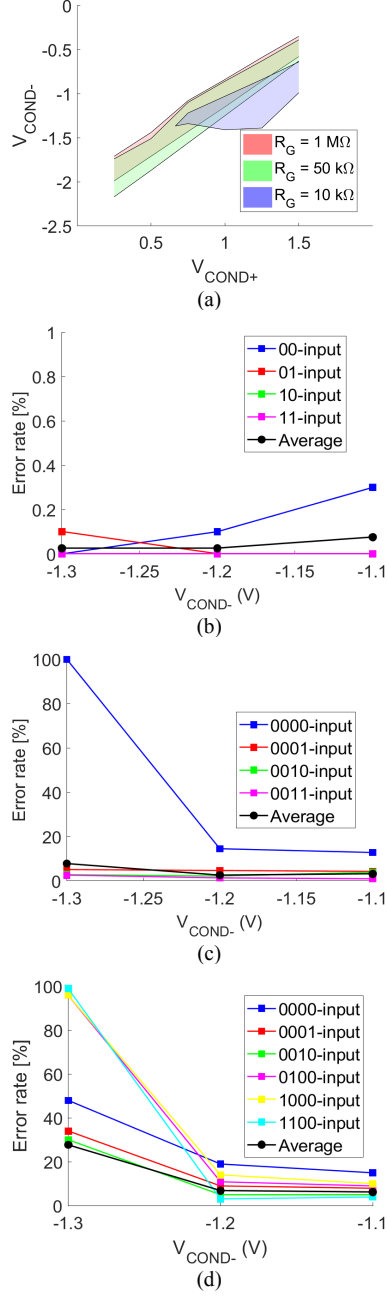 0
-0.5
-1
-1.5
-2
-2.5
V_COND-
R_G = 1 MΩ
R_G = 50 kΩ
R_G = 10 kΩ
0.5 1 1.5
V_COND+
(a)
1
0.8
0.6
0.4
0.2
0
Error rate [%]
00-input
01-input
10-input
11-input
Average
-1.3 -1.25 -1.2 -1.15 -1.1
V_COND- (V)
(b)
100
80
60
40
20
0
Error rate [%]
0000-input
0001-input
0010-input
0011-input
Average
-1.3 -1.2 -1.1
V_COND- (V)
(c)
100
80
60
40
20
0
Error rate [%]
0000-input
0001-input
0010-input
0100-input
1000-input
1100-input
Average
-1.3 -1.2 -1.1
V_COND- (V)
(d)